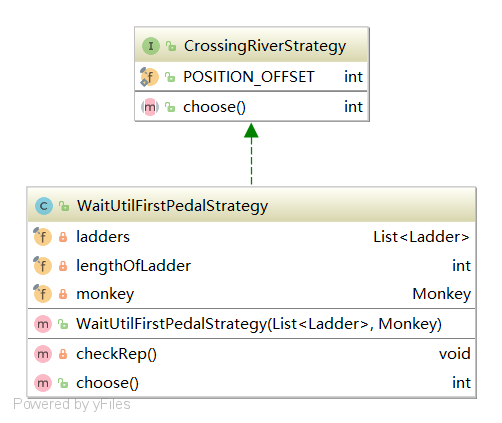 I CrossingRiverStrategy
f POSITION_OFFSET int
m choose() int
C WaitUtilFirstPedalStrategy
f ladders List<Ladder>
f lengthOfLadder int
f monkey Monkey
m WaitUtilFirstPedalStrategy(List<Ladder>, Monkey)
m checkRep() void
m choose() int
Powered by yFiles